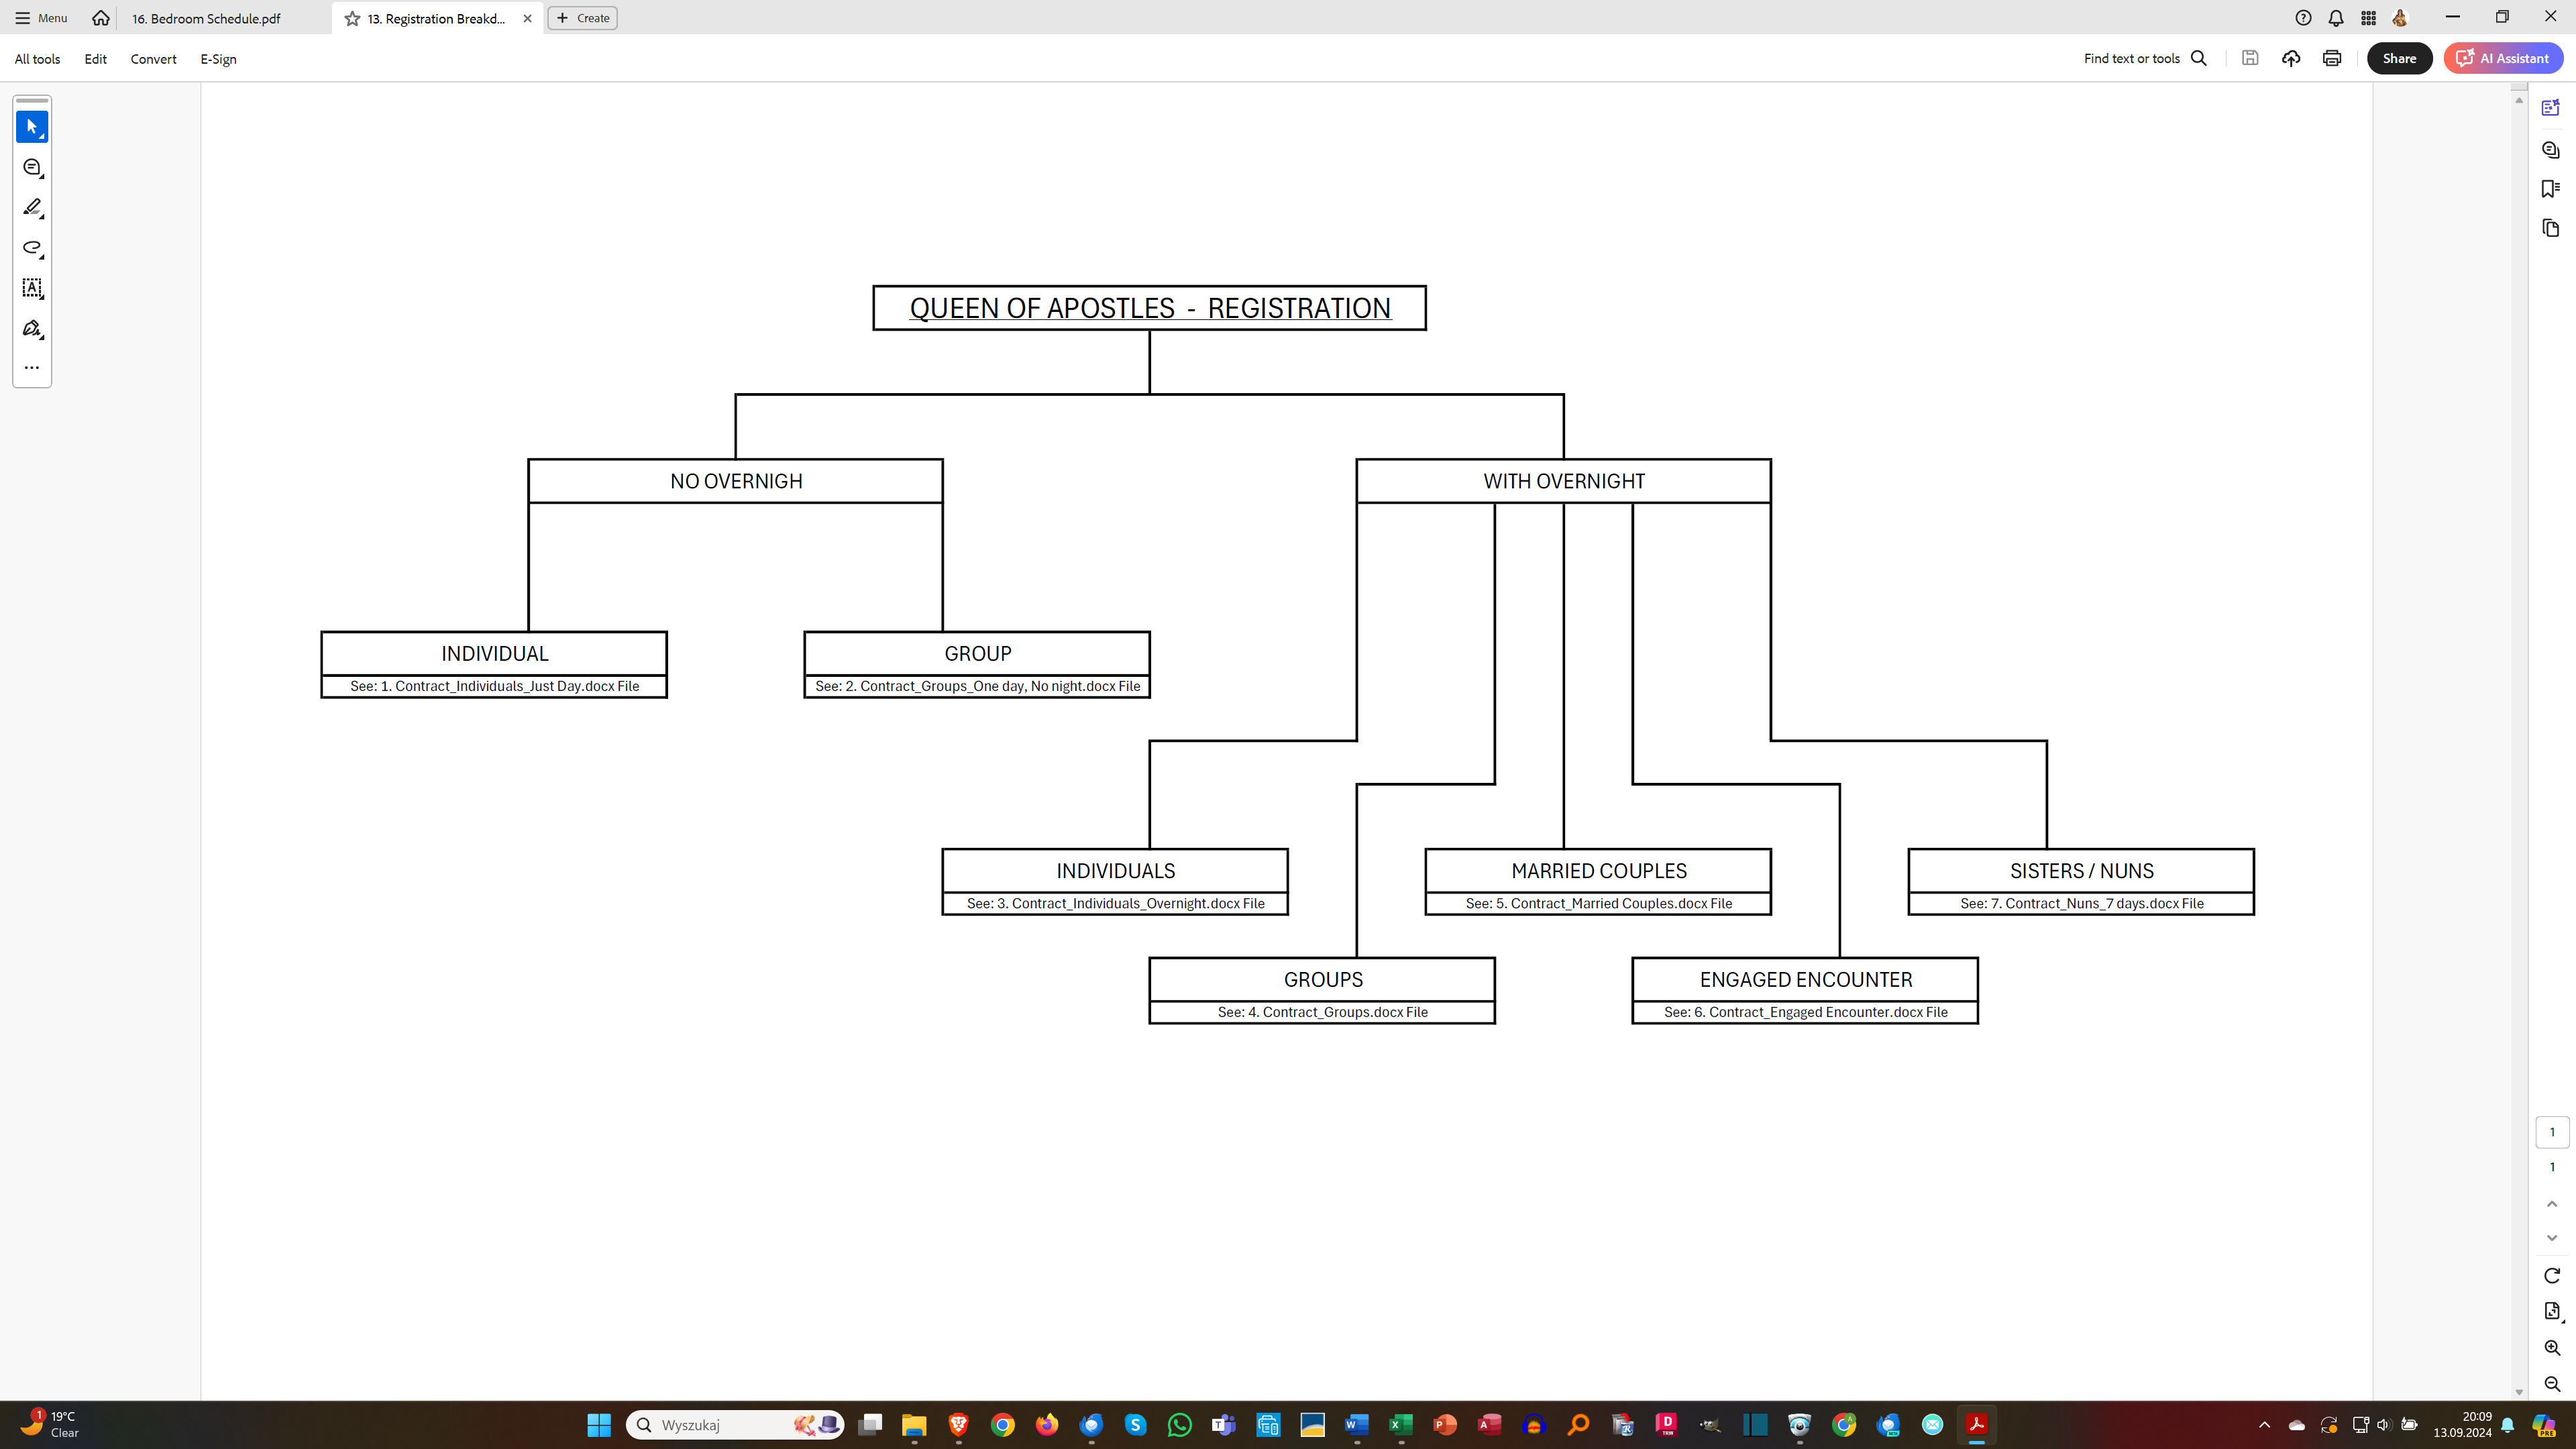 Menu
16. Bedroom Schedule.pdf
13. Registration Breakd...
Create
All tools
Edit
Convert
E-Sign
Find text or tools
Share
AI Assistant
QUEEN OF APOSTLES - REGISTRATION
NO OVERNIGH
WITH OVERNIGHT
INDIVIDUAL
See: 1. Contract_Individuals_Just Day.docx File
GROUP
See: 2. Contract_Groups_One day, No night.docx File
INDIVIDUALS
See: 3. Contract_Individuals_Overnight.docx File
MARRIED COUPLES
See: 5. Contract_Married Couples.docx File
SISTERS / NUNS
See: 7. Contract_Nuns_7 days.docx File
GROUPS
See: 4. Contract_Groups.docx File
ENGAGED ENCOUNTER
See: 6. Contract_Engaged Encounter.docx File
1
1
1
19°C
Clear
Wyszukaj
20:09
13.09.2024
PRE